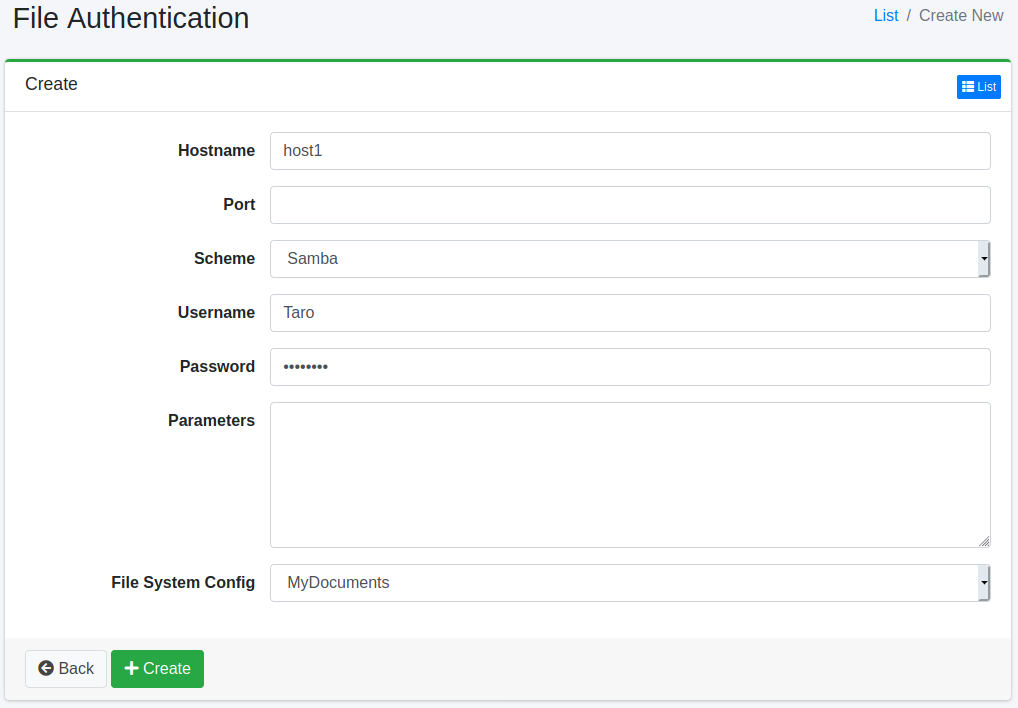 File Authentication
List / Create New
Create
List
Hostname host1
Port
Scheme Samba
Username Taro
Password ••••••••
Parameters
File System Config MyDocuments
Back Create